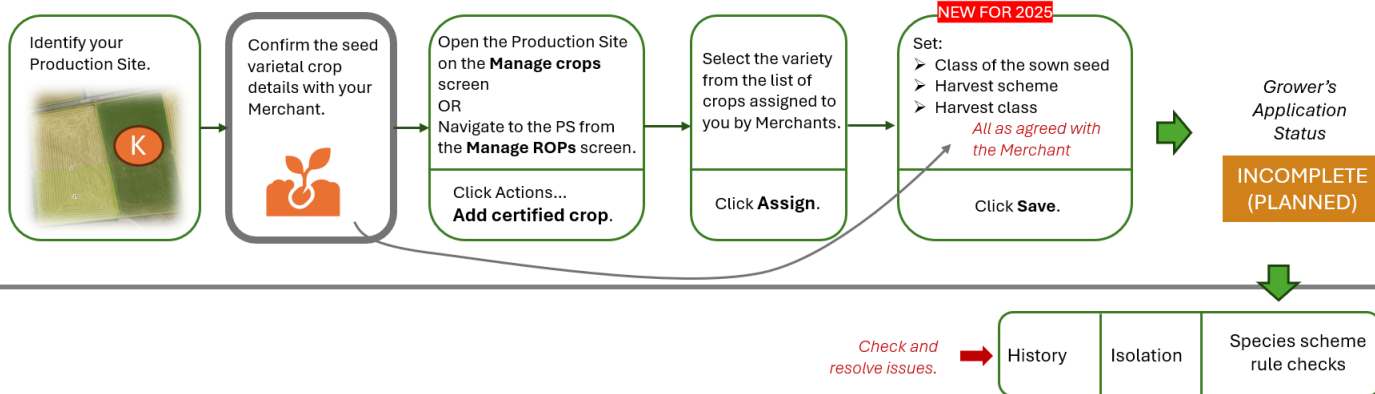 Identify your
Production Site.
K
Confirm the seed
varietal crop
details with your
Merchant.
Open the Production Site
on the Manage crops
screen
OR
Navigate to the PS from
the Manage ROPs screen.
Click Actions...
Add certified crop.
Select the variety
from the list of
crops assigned to
you by Merchants.
Click Assign.
NEW FOR 2025
Set:
➢ Class of the sown seed
➢ Harvest scheme
➢ Harvest class
All as agreed with
the Merchant
Click Save.
Grower's
Application
Status
INCOMPLETE
(PLANNED)
Check and
resolve issues.
History
Isolation
Species scheme
rule checks